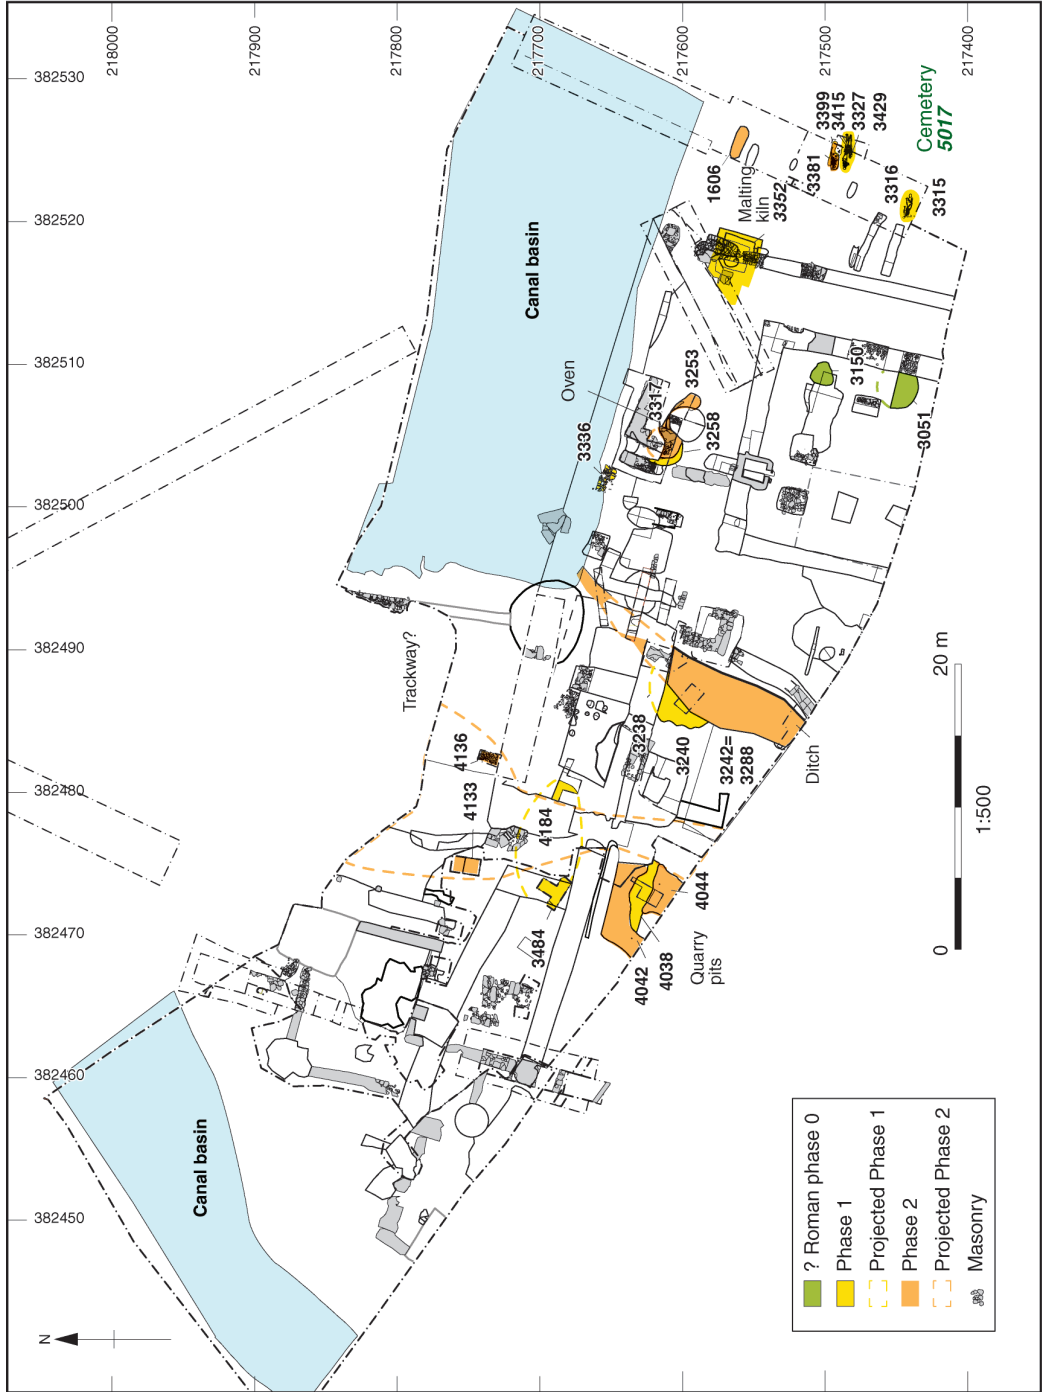 218000
217900
217800
217700
217600
217500
217400
382530
382520
382510
382500
382490
382480
382470
382460
382450
Canal basin
Cemetery
5017
3399
3415
3327
3429
3381
1606
3316
3315
Malting
kiln
3352
3150
3051
Oven
3317
3253
3258
3336
Trackway?
4136
4133
4184
3238
3240
3242=
3288
Ditch
3484
4042
4038
4044
Quarry
pits
Canal basin
0
20 m
1:500
N
? Roman phase 0
Phase 1
Projected Phase 1
Phase 2
Projected Phase 2
Masonry